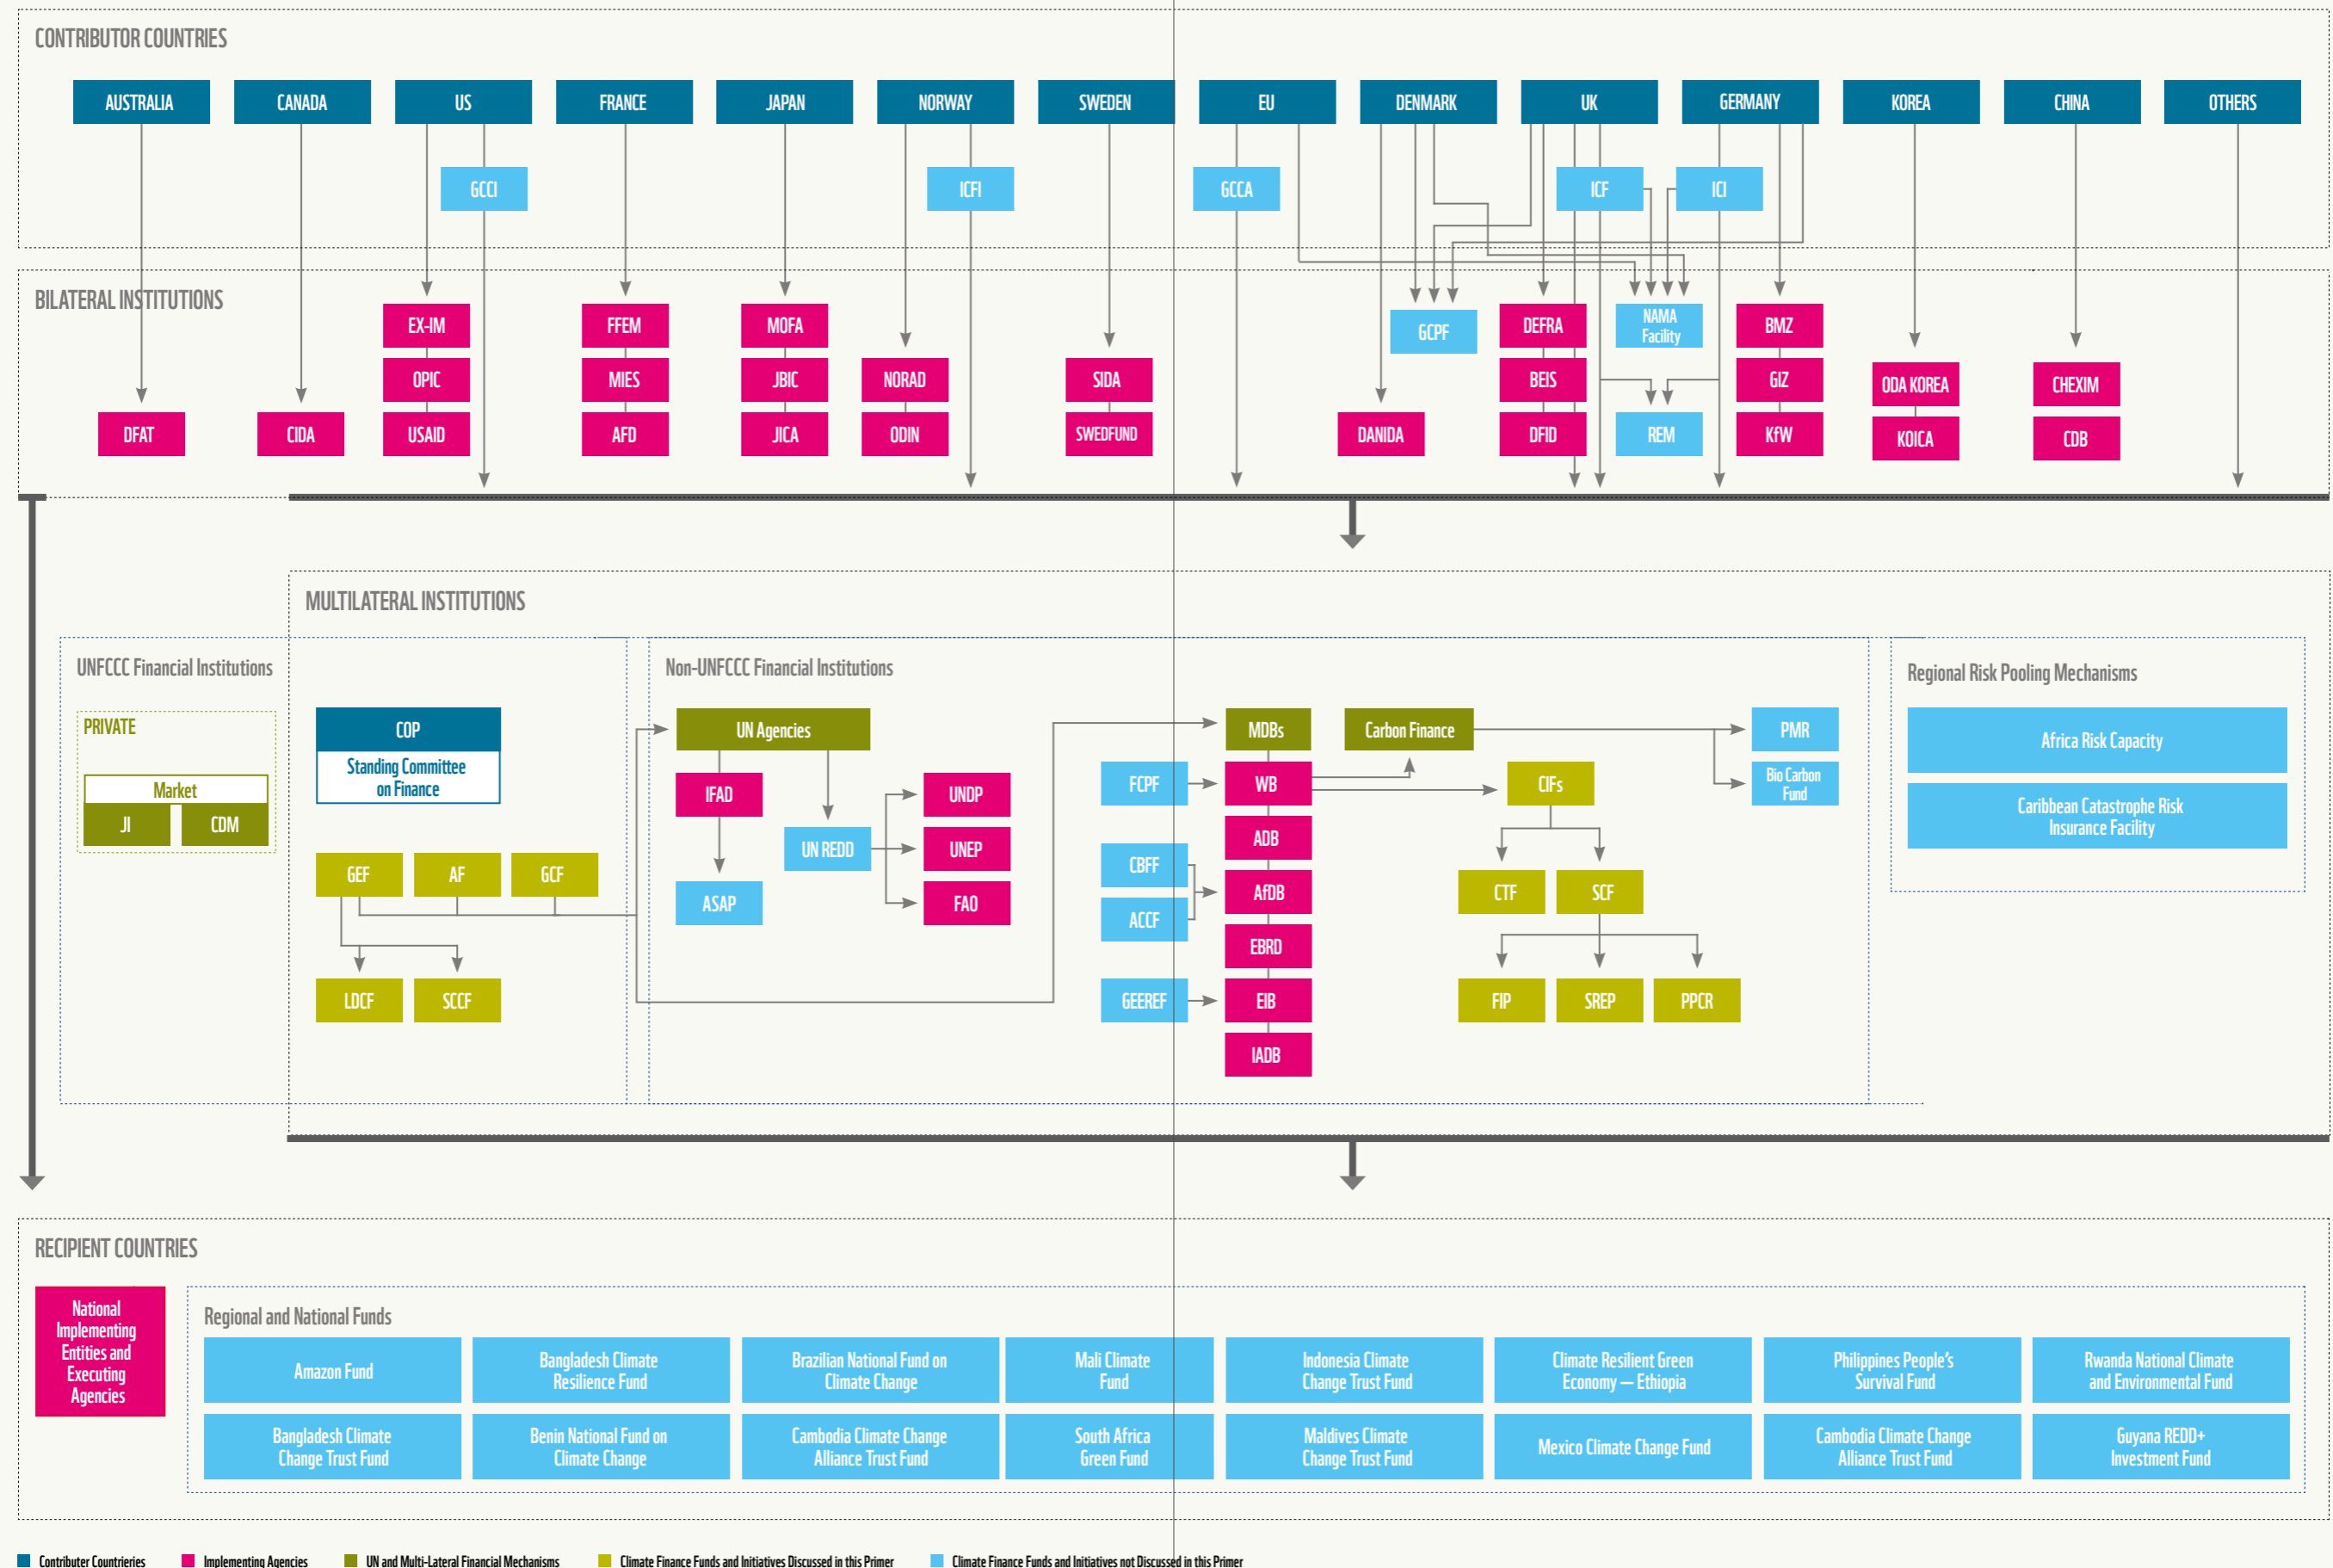 CONTRIBUTOR COUNTRIES
AUSTRALIA
CANADA
US
FRANCE
JAPAN
NORWAY
SWEDEN
EU
DENMARK
UK
GERMANY
KOREA
CHINA
OTHERS
GCCI
ICFI
GCCA
ICF
ICI
BILATERAL INSTITUTIONS
EX-IM
FFEM
MOFA
GCPF
DEFRA
NAMA
Facility
BMZ
OPIC
MIES
JBIC
NORAD
SIDA
BEIS
GIZ
ODA KOREA
CHEXIM
DFAT
CIDA
USAID
AFD
JICA
ODIN
SWEDFUND
DANIDA
DFID
REM
KfW
KOICA
CDB
MULTILATERAL INSTITUTIONS
UNFCCC Financial Institutions
Non-UNFCCC Financial Institutions
Regional Risk Pooling Mechanisms
PRIVATE
Market
JI
CDM
COP
Standing Committee
on Finance
GEF
AF
GCF
LDCF
SCCF
UN Agencies
IFAD
UN REDD
ASAP
UNDP
UNEP
FAO
MDBs
Carbon Finance
PMR
Bio Carbon
Fund
FCPF
WB
CIFs
ADB
CBFF
ACCF
AfDB
CTF
SCF
EBRD
GEEREF
EIB
FIP
SREP
PPCR
IADB
Africa Risk Capacity
Caribbean Catastrophe Risk
Insurance Facility
RECIPIENT COUNTRIES
National
Implementing
Entities and
Executing
Agencies
Regional and National Funds
Amazon Fund
Bangladesh Climate
Resilience Fund
Brazilian National Fund on
Climate Change
Mali Climate
Fund
Indonesia Climate
Change Trust Fund
Climate Resilient Green
Economy — Ethiopia
Philippines People's
Survival Fund
Rwanda National Climate
and Environmental Fund
Bangladesh Climate
Change Trust Fund
Benin National Fund on
Climate Change
Cambodia Climate Change
Alliance Trust Fund
South Africa
Green Fund
Maldives Climate
Change Trust Fund
Mexico Climate Change Fund
Cambodia Climate Change
Alliance Trust Fund
Guyana REDD+
Investment Fund
Contributer Countrieries
Implementing Agencies
UN and Multi-Lateral Financial Mechanisms
Climate Finance Funds and Initiatives Discussed in this Primer
Climate Finance Funds and Initiatives not Discussed in this Primer